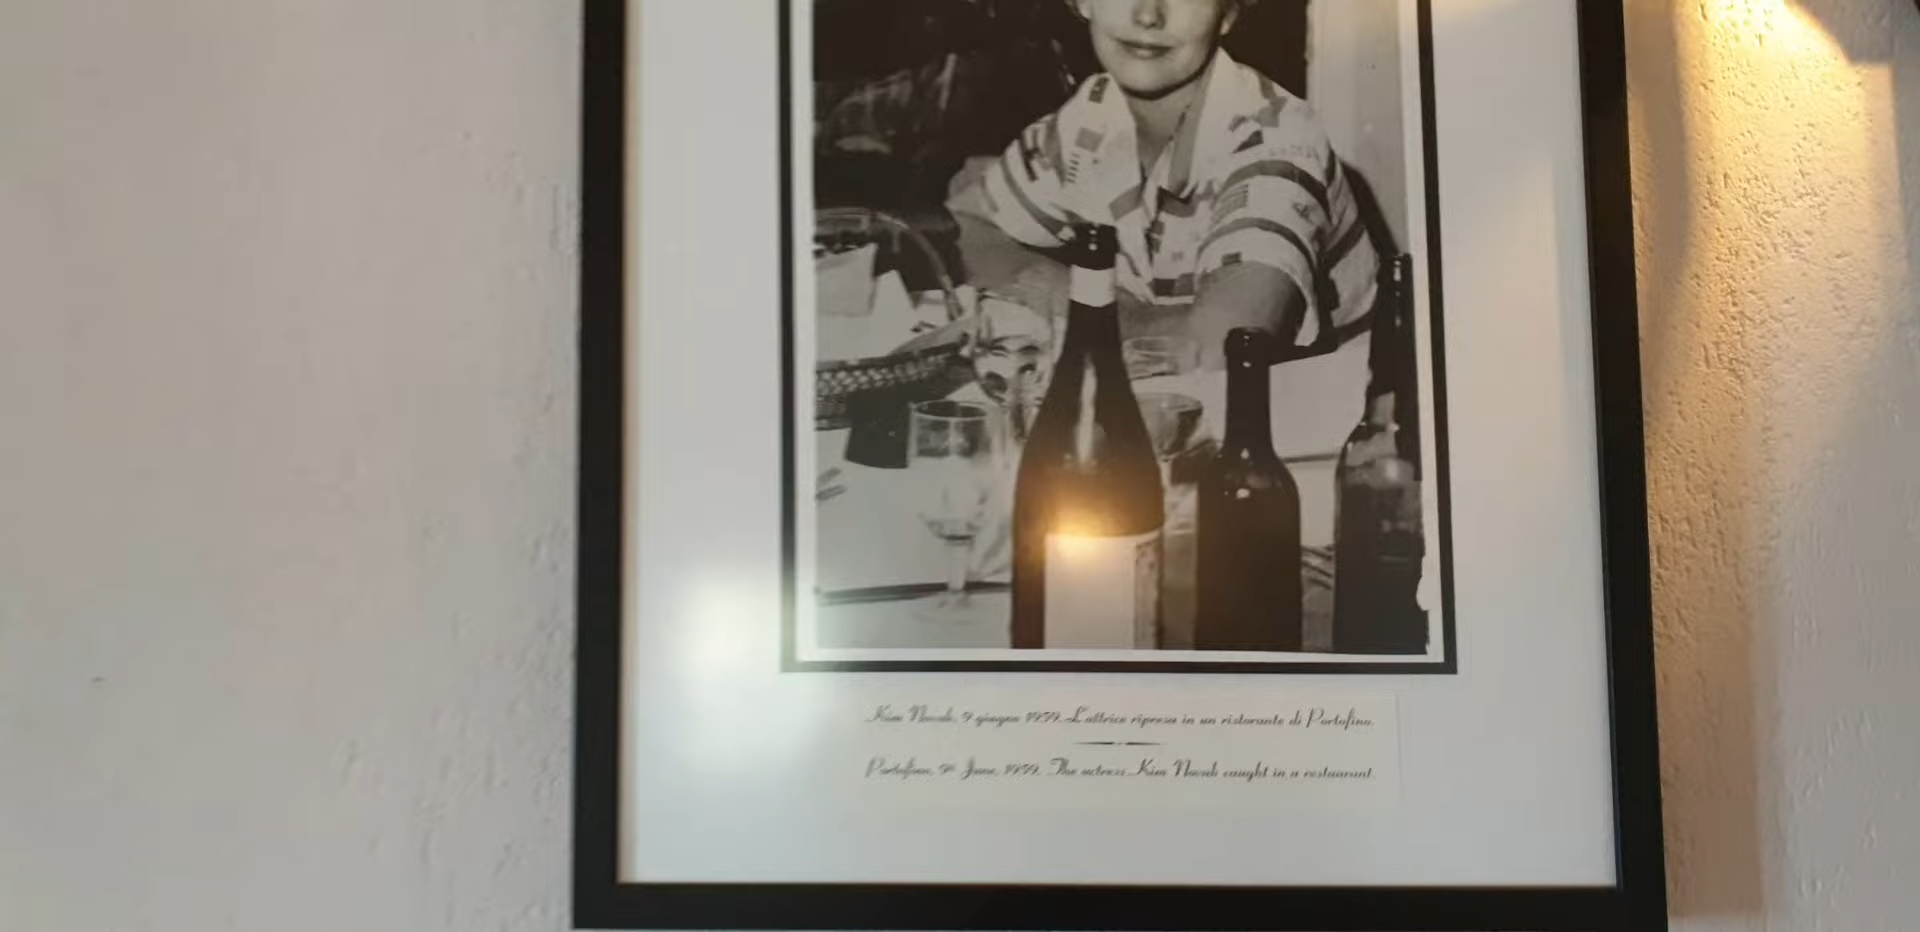 Kim Novak, 9 giugno 1959. L'attrice ripresa in un ristorante di Portofino.
Portofino, 9th June, 1959. The actress Kim Novak caught in a restaurant.